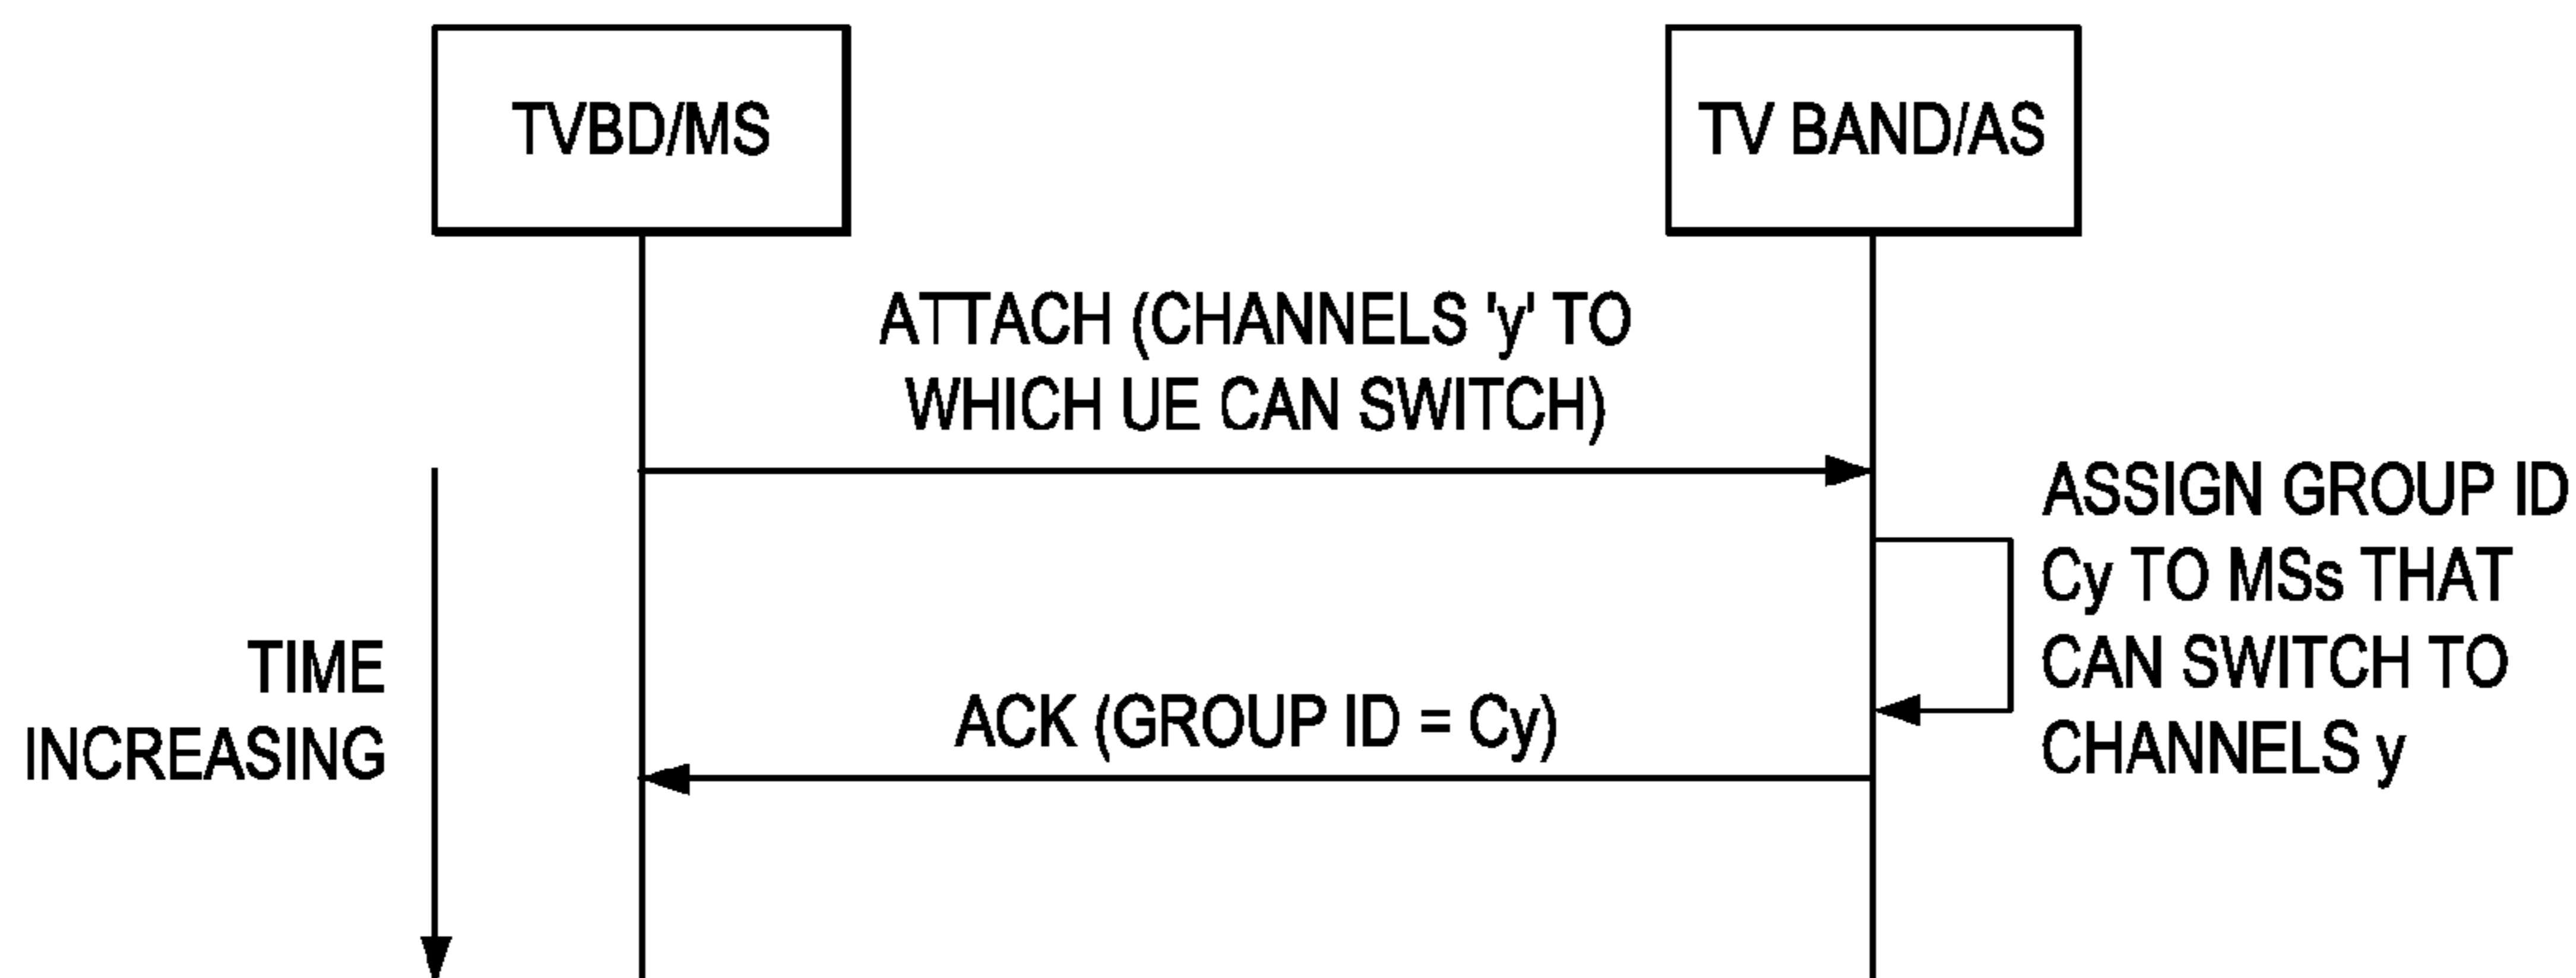 TVBD/MS
TV BAND/AS
ATTACH (CHANNELS 'y' TO
WHICH UE CAN SWITCH)
ASSIGN GROUP ID
Cy TO MSs THAT
CAN SWITCH TO
CHANNELS y
TIME
INCREASING
ACK (GROUP ID = Cy)